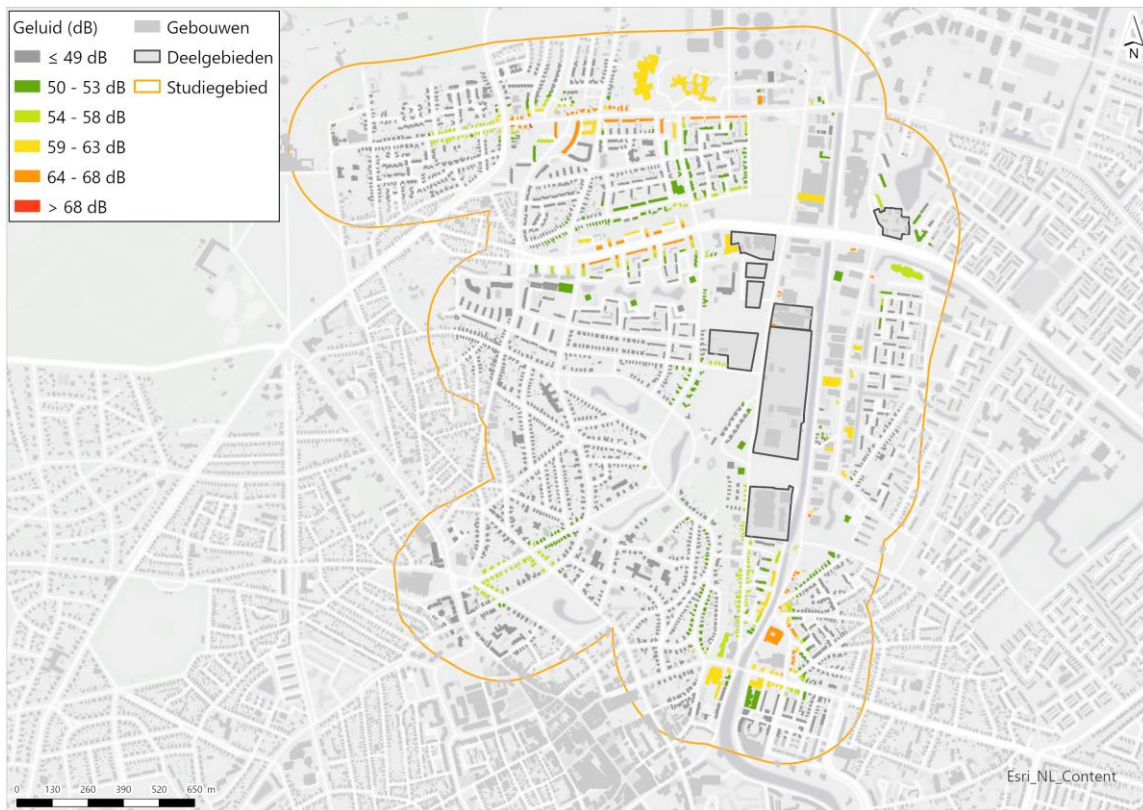 Geluid (dB)
≤ 49 dB
50 - 53 dB
54 - 58 dB
59 - 63 dB
64 - 68 dB
> 68 dB
Gebouwen
Deelgebieden
Studiegebied
N
Esri_NL_Content
0 130 260 390 520 650 m